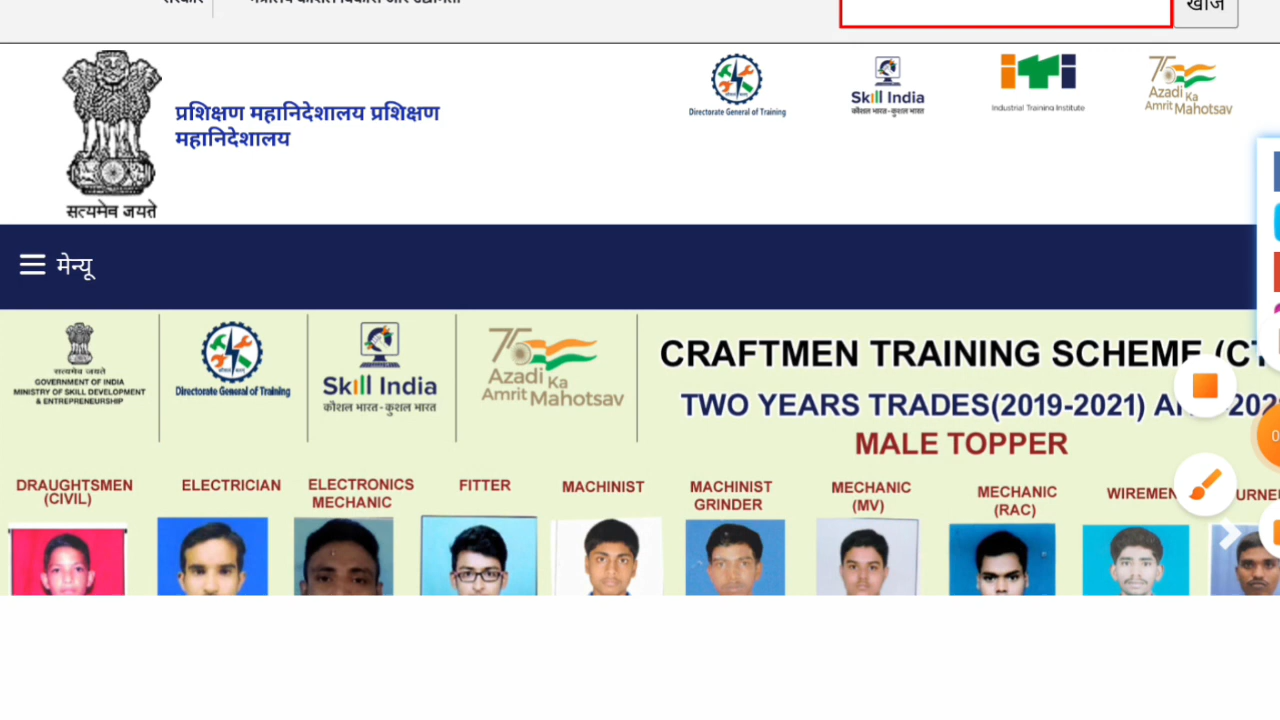 खोज
प्रशिक्षण महानिदेशालय प्रशिक्षण
महानिदेशालय
सत्यमेव जयते
Directorate General of Training
Skill India
कौशल भारत-कुशल भारत
iTi
Industrial Training Institute
75
Azadi Ka
Amrit Mahotsav
मेन्यू
सत्यमेव जयते
GOVERNMENT OF INDIA
MINISTRY OF SKILL DEVELOPMENT
& ENTREPRENEURSHIP
Directorate General of Training
Skill India
कौशल भारत-कुशल भारत
75
Azadi Ka
Amrit Mahotsav
CRAFTMEN TRAINING SCHEME (CT
TWO YEARS TRADES(2019-2021)
MALE TOPPER
DRAUGHTSMEN
(CIVIL)
ELECTRICIAN
ELECTRONICS
MECHANIC
FITTER
MACHINIST
MACHINIST
GRINDER
MECHANIC
(MV)
MECHANIC
(RAC)
WIREMEN